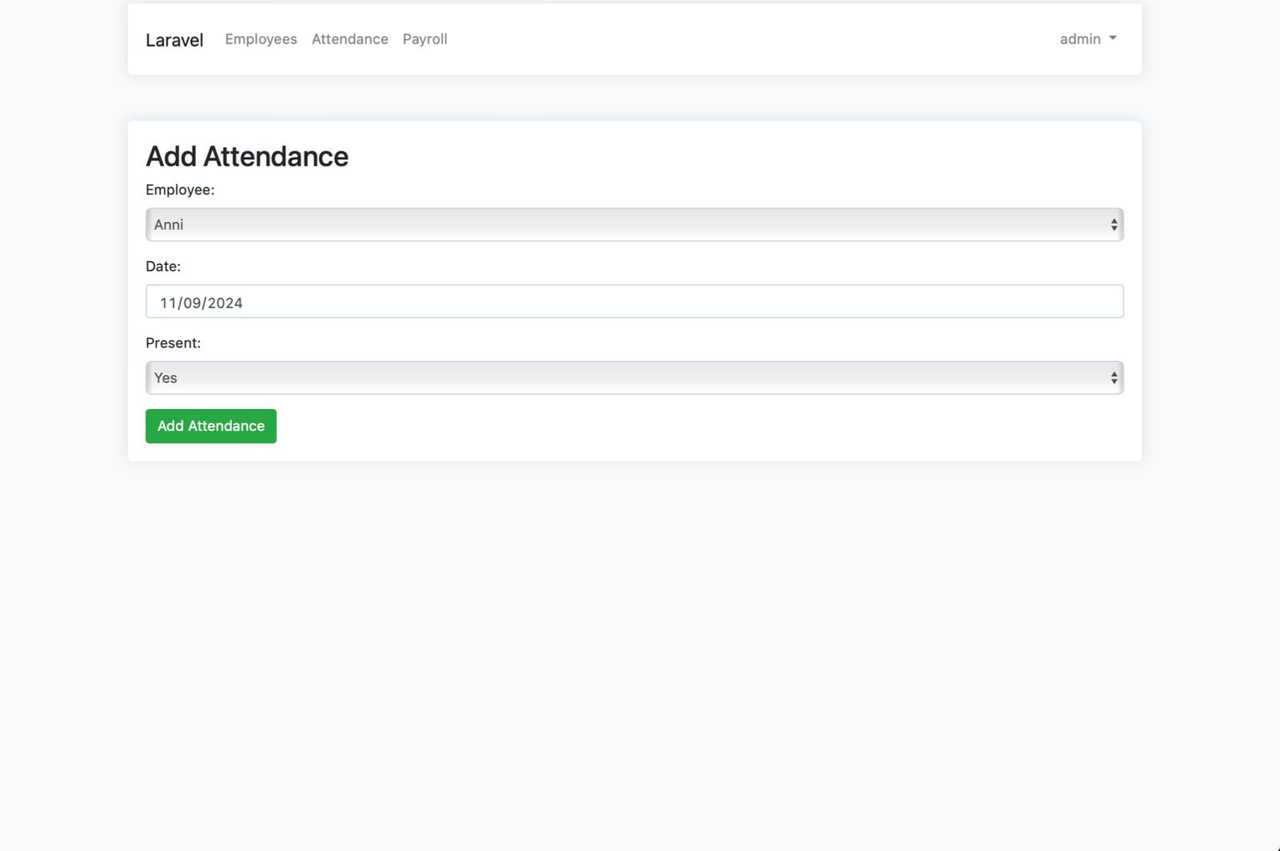 Laravel Employees Attendance Payroll admin
Add Attendance
Employee:
Anni
Date:
11/09/2024
Present:
Yes
Add Attendance